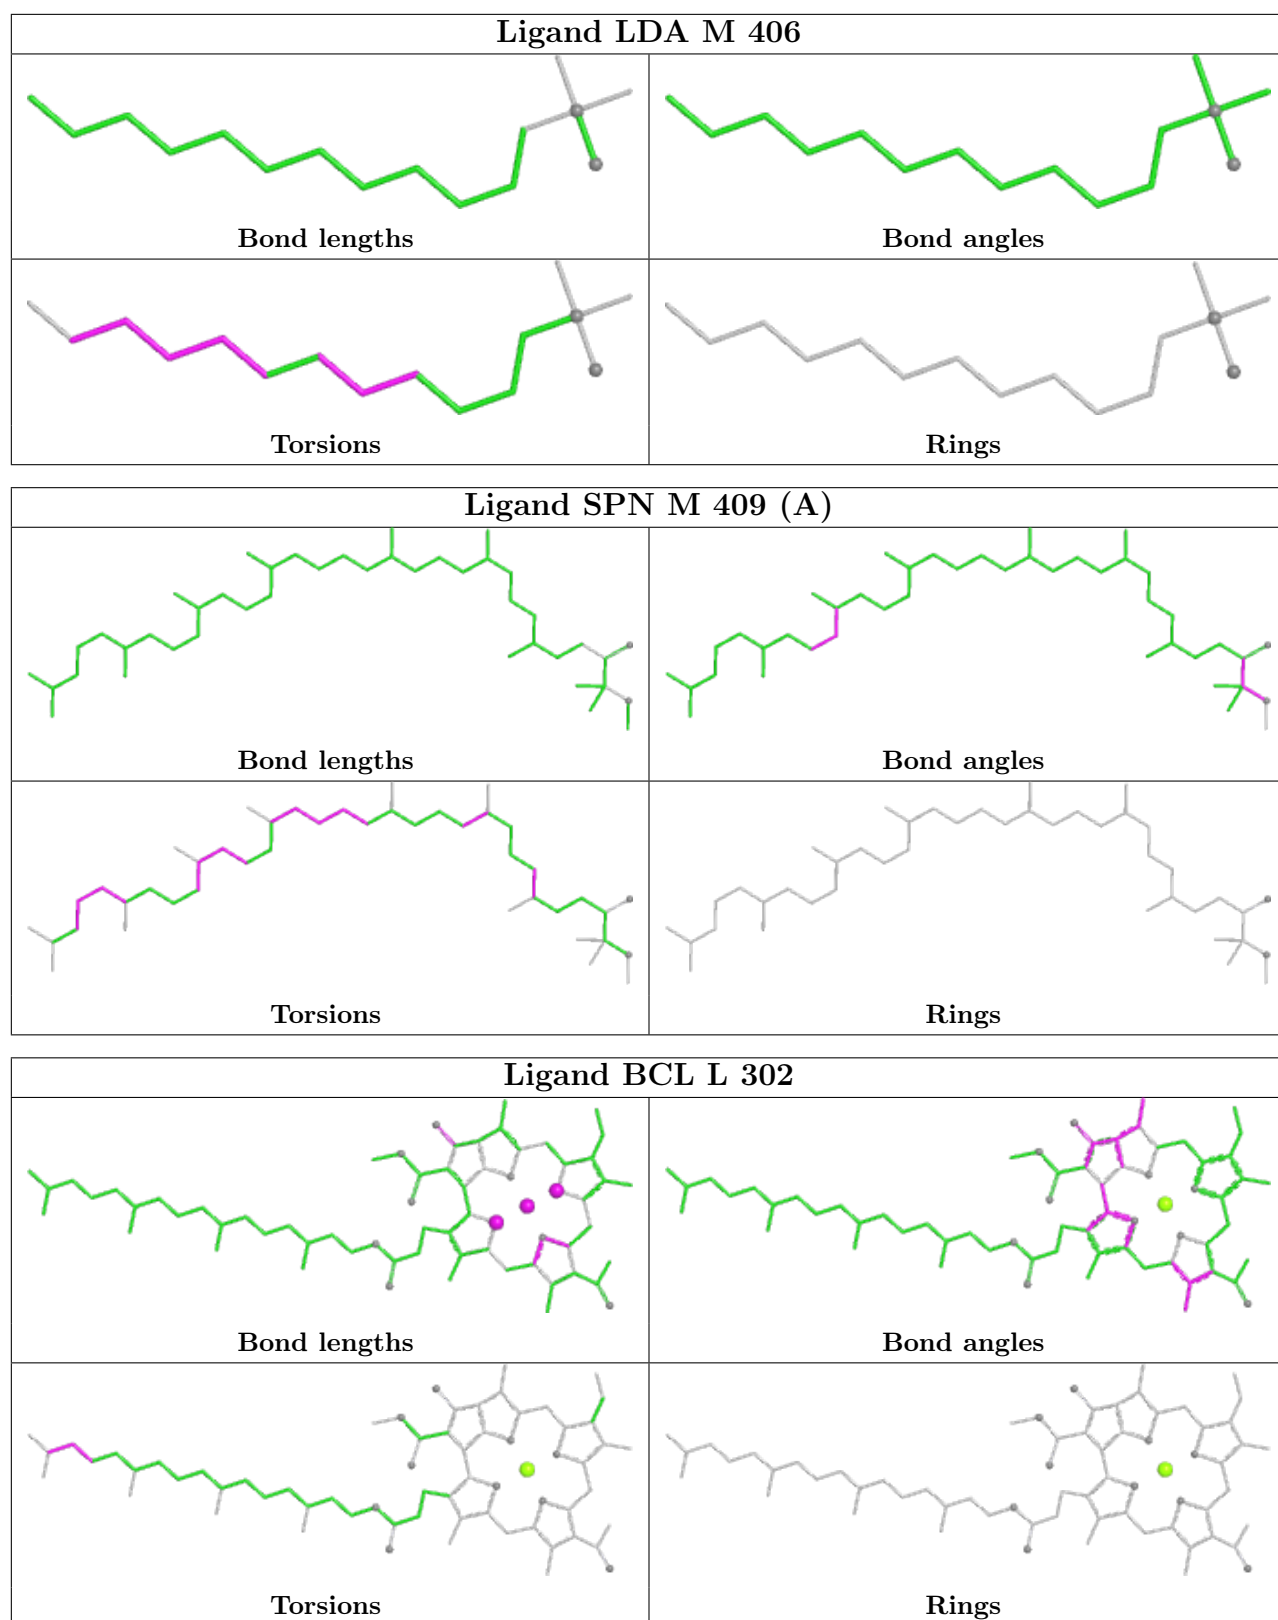 Ligand LDA M 406
Bond lengths
Bond angles
Torsions
Rings
Ligand SPN M 409 (A)
Bond lengths
Bond angles
Torsions
Rings
Ligand BCL L 302
Bond lengths
Bond angles
Torsions
Rings